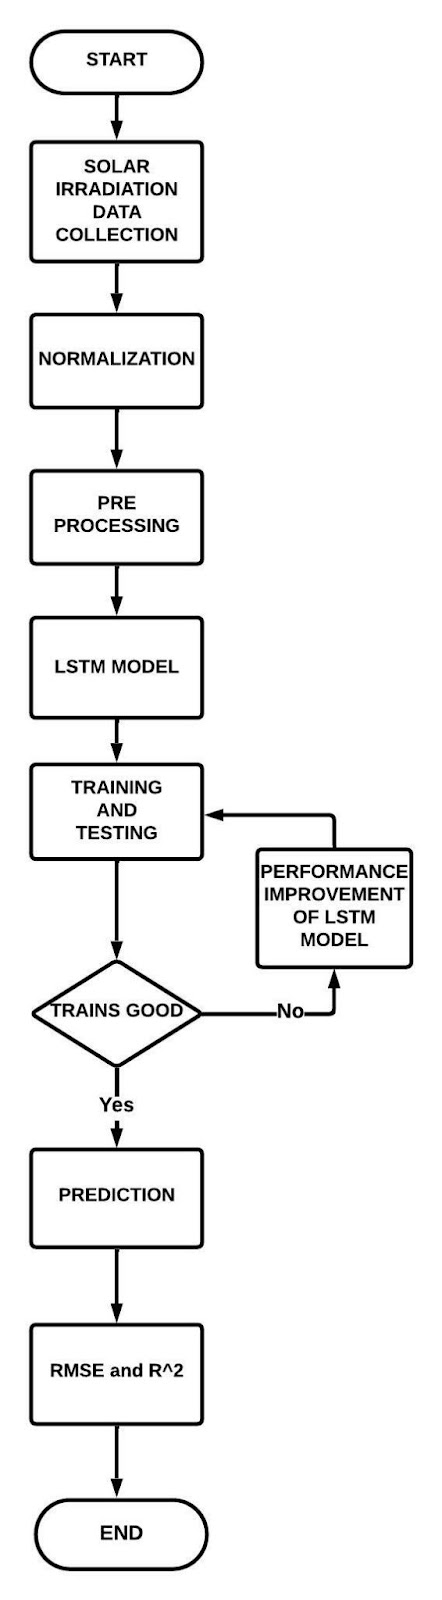 START
SOLAR
IRRADIATION
DATA
COLLECTION
NORMALIZATION
PRE
PROCESSING
LSTM MODEL
TRAINING
AND
TESTING
PERFORMANCE
IMPROVEMENT
OF LSTM
MODEL
TRAINS GOOD
No
Yes
PREDICTION
RMSE and R^2
END